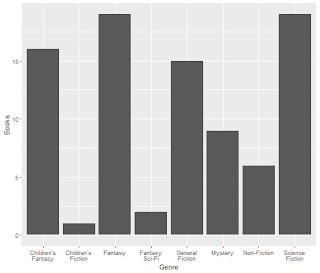 Books
15
10
5
0
Children's Fantasy
Children's Fiction
Fantasy
Fantasy Sci-Fi
General Fiction
Mystery
Non-Fiction
Science Fiction
Genre